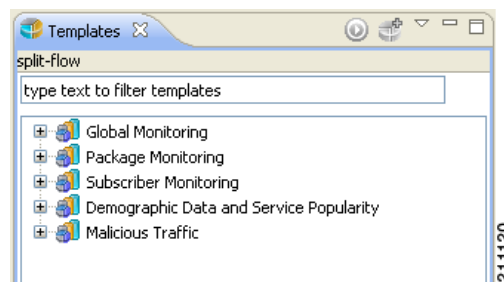 Templates
split-flow
type text to filter templates
Global Monitoring
Package Monitoring
Subscriber Monitoring
Demographic Data and Service Popularity
Malicious Traffic